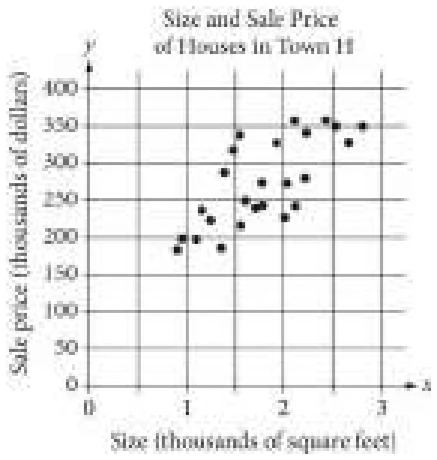 Size and Sale Price
of Houses in Town H
y
Sale price (thousands of dollars)
400
350
300
250
200
150
100
50
0
0 1 2 3
x
Size (thousands of square feet)